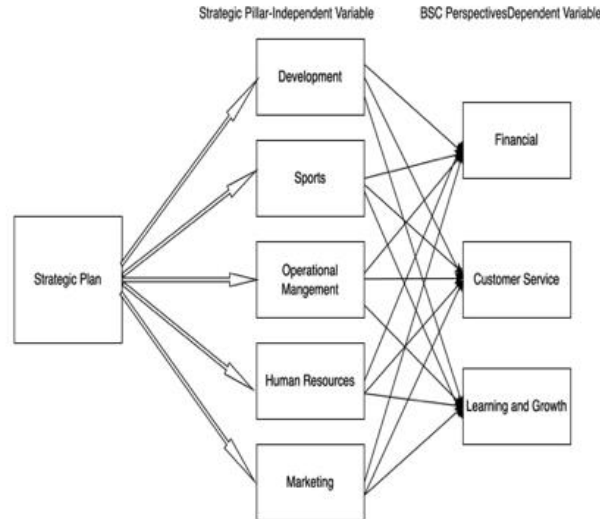 Strategic Pillar-Independent Variable
BSC PerspectivesDependent Variable
Development
Financial
Sports
Strategic Plan
Operational
Mangement
Customer Service
Human Resources
Learning and Growth
Marketing